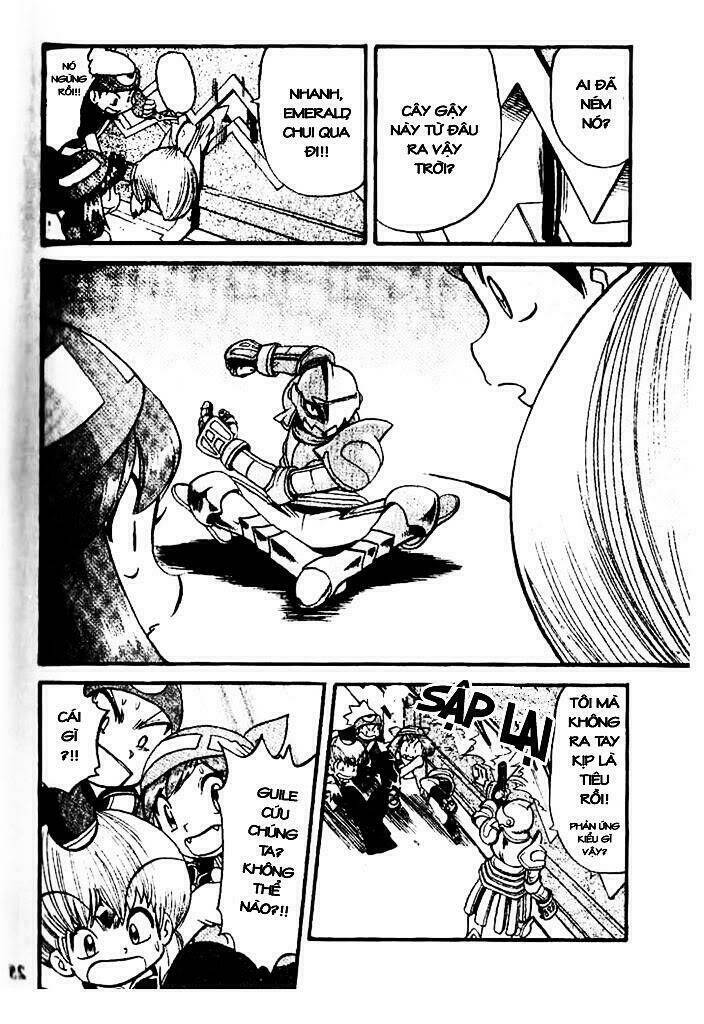 AI ĐÃ
NÉM
NÓ?
CÂY GẬY
NÀY TỪ ĐÂU
RA VẬY
TRỜI?
NHANH,
EMERALD,
CHUI QUA
ĐI!!
NÓ
NGỪNG
RỒI!!
TÔI MÀ
KHÔNG
RA TAY
KỊP LÀ
TIÊU
RỒI!
PHẢN ỨNG
KIỂU GÌ
VẬY?
SẬP LẠI
GUILE
CỨU
CHÚNG
TA?
KHÔNG
THỂ
NÀO?!!
CÁI
GÌ
?!!
25